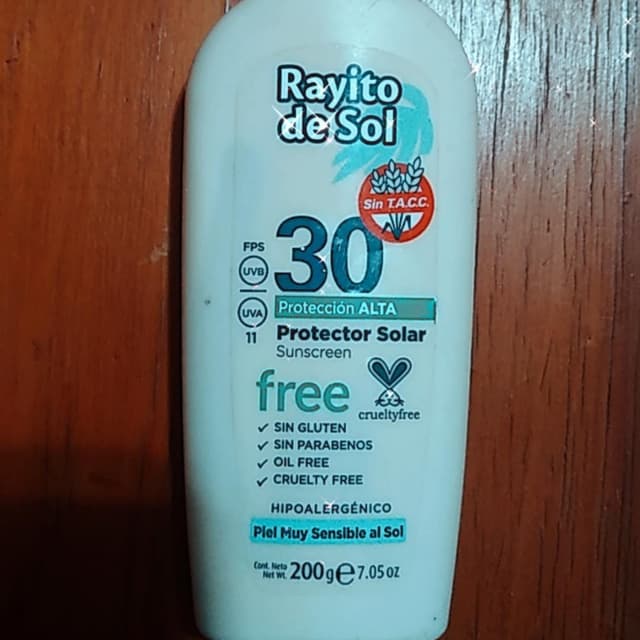 Rayito
de Sol
Sin T.A.C.C.
FPS
UVB
30
UVA
11
Protección ALTA
Protector Solar
Sunscreen
free
crueltyfree
✓ SIN GLUTEN
✓ SIN PARABENOS
✓ OIL FREE
✓ CRUELTY FREE
HIPOALERGÉNICO
Piel Muy Sensible al Sol
Cont. Neto
Net Wt. 200g℮7.05 oz